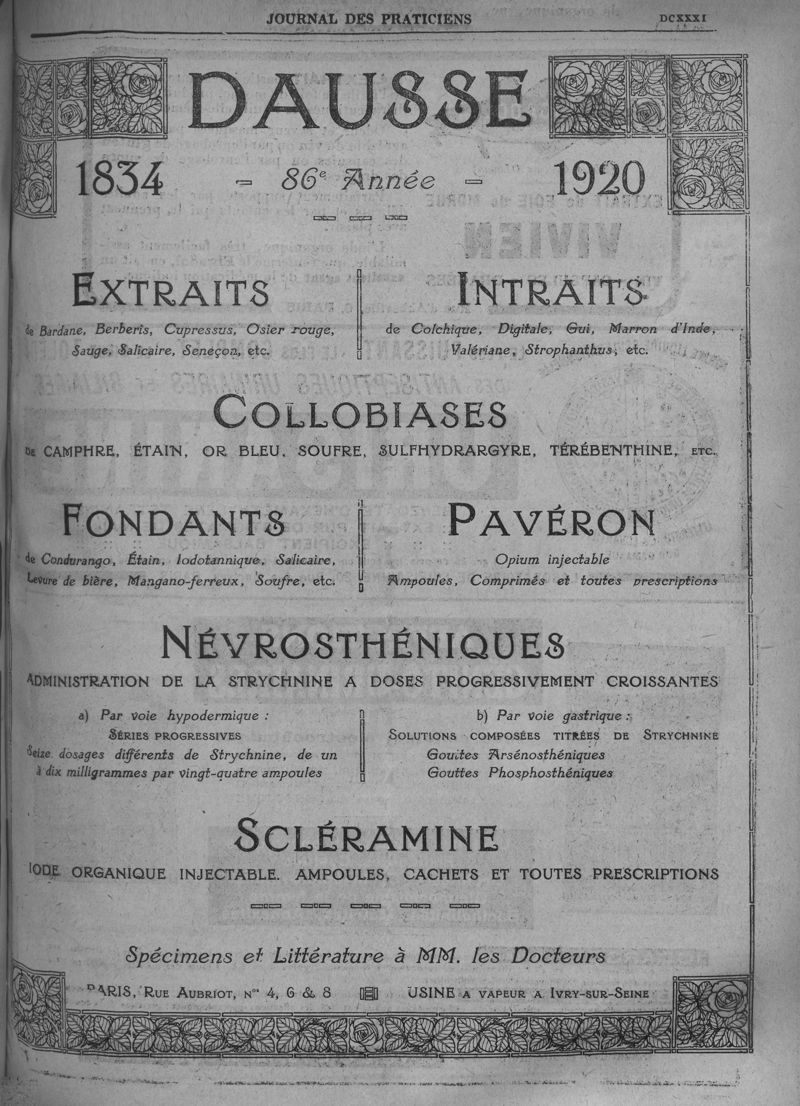 JOURNAL DES PRATICIENS DCXXXI
DAUSSE
1834 - 86e Année - 1920
EXTRAITS
de Bardane, Berberis, Cupressus, Osier rouge,
Sauge, Salicaire, Seneçon, etc.
INTRAITS
de Colchique, Digitale, Gui, Marron d'Inde,
Valériane, Strophanthus, etc.
COLLOBIASES
DE CAMPHRE, ÉTAIN, OR BLEU, SOUFRE, SULFHYDRARGYRE, TÉRÉBENTHINE, ETC.
FONDANTS
de Condurango, Étain, Iodotannique, Salicaire,
Levure de bière, Mangano-ferreux, Soufre, etc.
PAVÉRON
Opium injectable
Ampoules, Comprimés et toutes prescriptions
NÉVROSTHÉNIQUES
ADMINISTRATION DE LA STRYCHNINE A DOSES PROGRESSIVEMENT CROISSANTES
a) Par voie hypodermique :
SÉRIES PROGRESSIVES
Seize dosages différents de Strychnine, de un
à dix milligrammes par vingt-quatre ampoules
b) Par voie gastrique :
SOLUTIONS COMPOSÉES TITRÉES DE STRYCHNINE
Gouttes Arsénosthéniques
Gouttes Phosphosthéniques
SCLÉRAMINE
IODE ORGANIQUE INJECTABLE. AMPOULES, CACHETS ET TOUTES PRESCRIPTIONS
Spécimens et Littérature à MM. les Docteurs
PARIS, RUE AUBRIOT, Nos 4, 6 & 8 USINE A VAPEUR A IVRY-SUR-SEINE